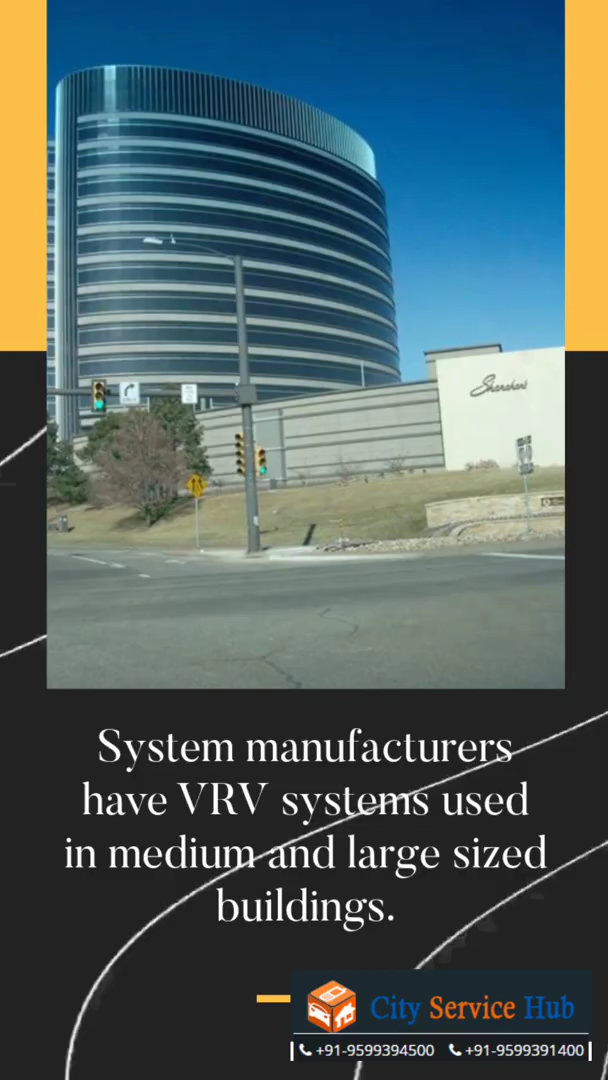 Shanahan's
System manufacturers
have VRV systems used
in medium and large sized
buildings.
City Service Hub
+91-9599394500 +91-9599391400